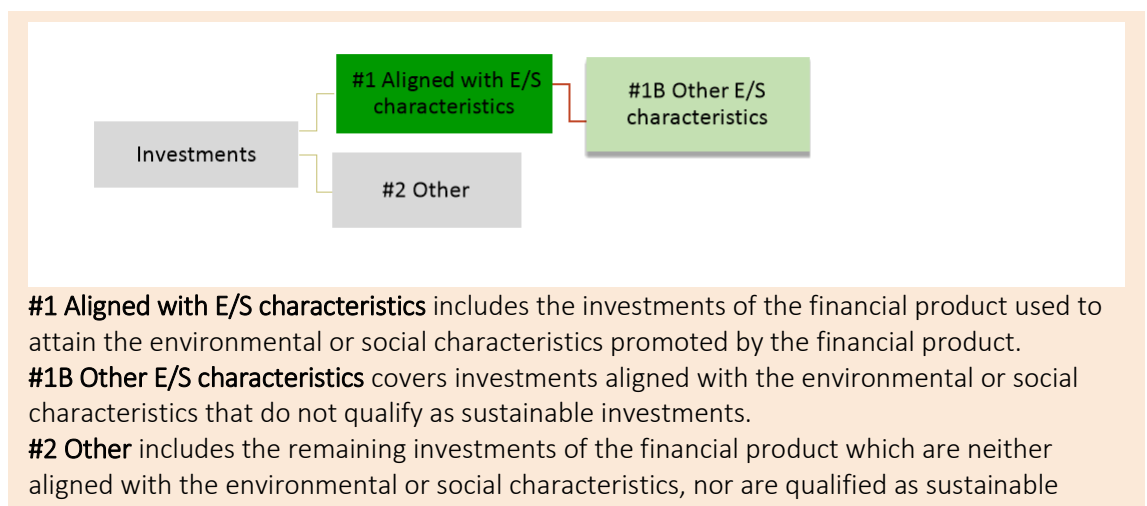 #1 Aligned with E/S
characteristics
#1B Other E/S
characteristics
Investments
#2 Other
#1 Aligned with E/S characteristics includes the investments of the financial product used to
attain the environmental or social characteristics promoted by the financial product.
#1B Other E/S characteristics covers investments aligned with the environmental or social
characteristics that do not qualify as sustainable investments.
#2 Other includes the remaining investments of the financial product which are neither
aligned with the environmental or social characteristics, nor are qualified as sustainable